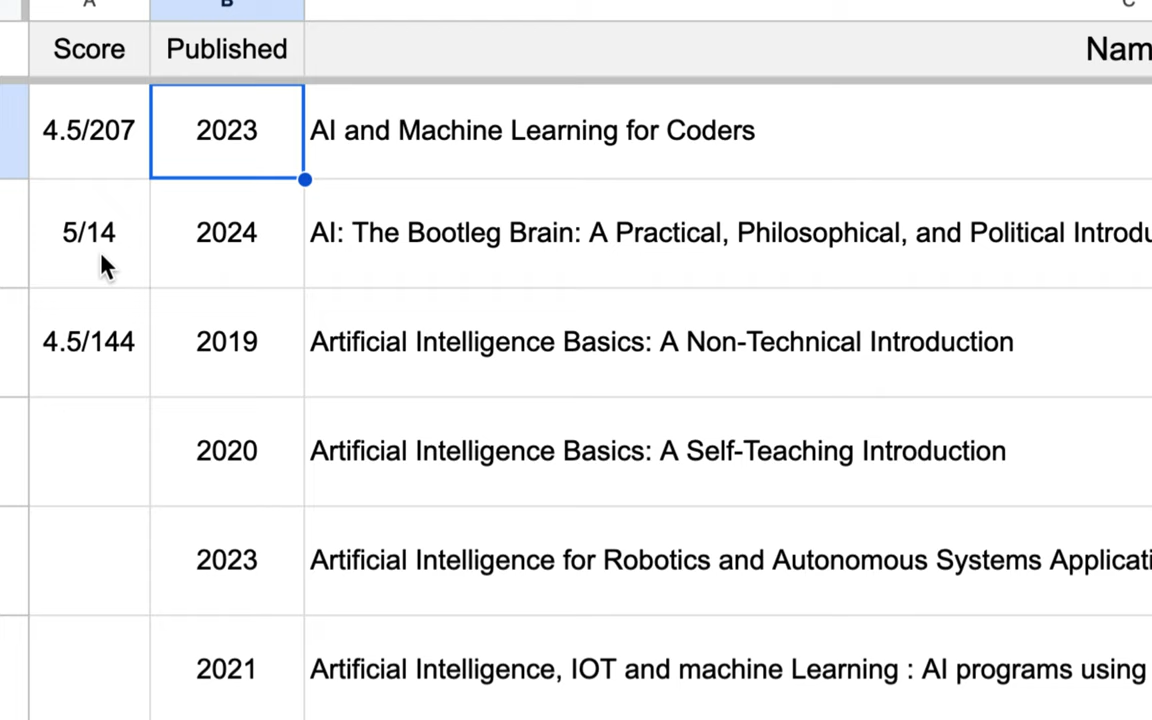 A B C
Score Published Nam
4.5/207 2023 AI and Machine Learning for Coders
5/14 2024 AI: The Bootleg Brain: A Practical, Philosophical, and Political Introdu
4.5/144 2019 Artificial Intelligence Basics: A Non-Technical Introduction
2020 Artificial Intelligence Basics: A Self-Teaching Introduction
2023 Artificial Intelligence for Robotics and Autonomous Systems Applicati
2021 Artificial Intelligence, IOT and machine Learning : AI programs using